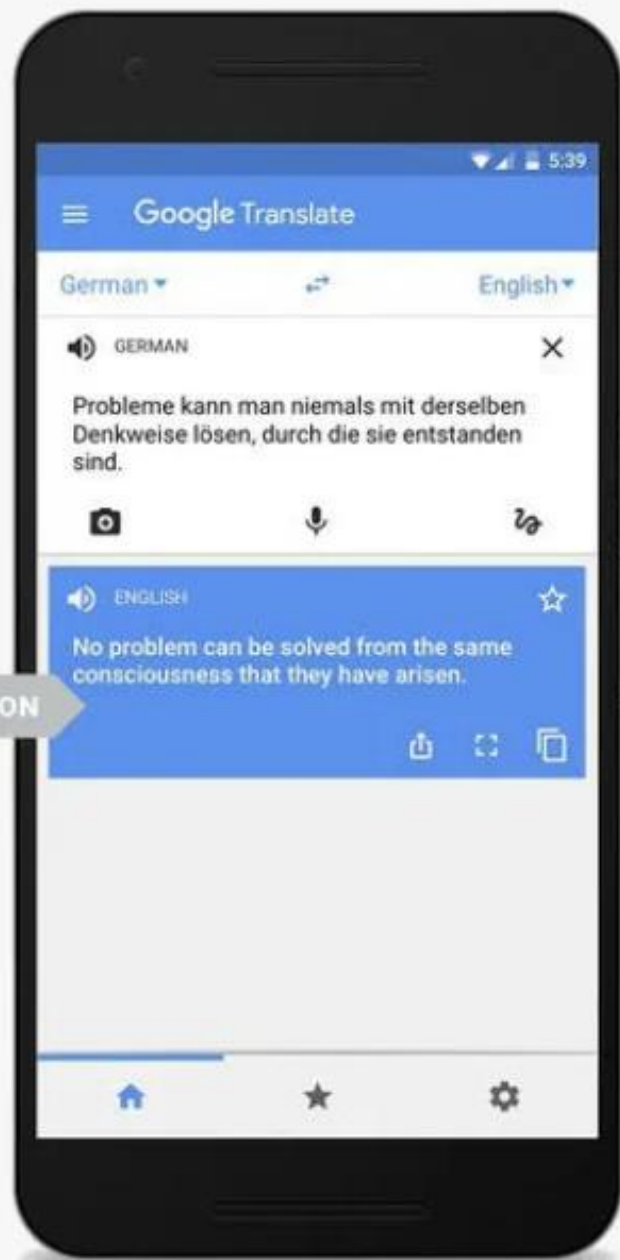 5:39
Google Translate
German
English
GERMAN
Probleme kann man niemals mit derselben
Denkweise lösen, durch die sie entstanden
sind.
ENGLISH
No problem can be solved from the same
consciousness that they have arisen.
ON